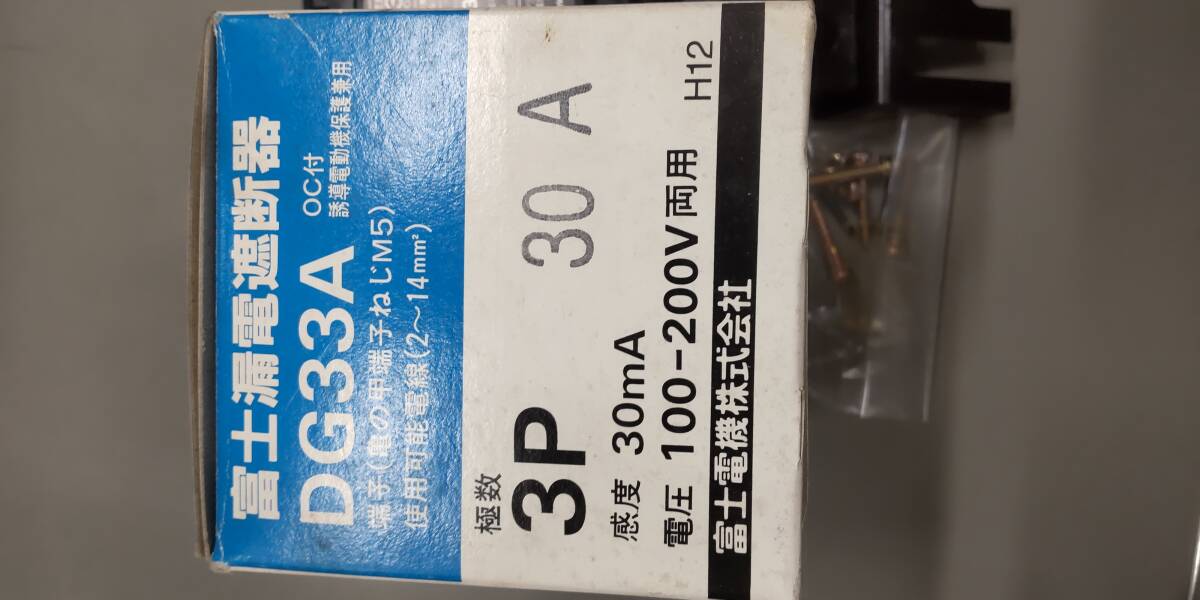 富士漏電遮断器
DG33A
OC付
誘導電動機保護兼用
端子(亀の甲端子ねじM5)
使用可能電線(2～14mm²)
極数
3P 30 A
感度 30mA
電圧 100-200V両用 H12
富士電機株式会社